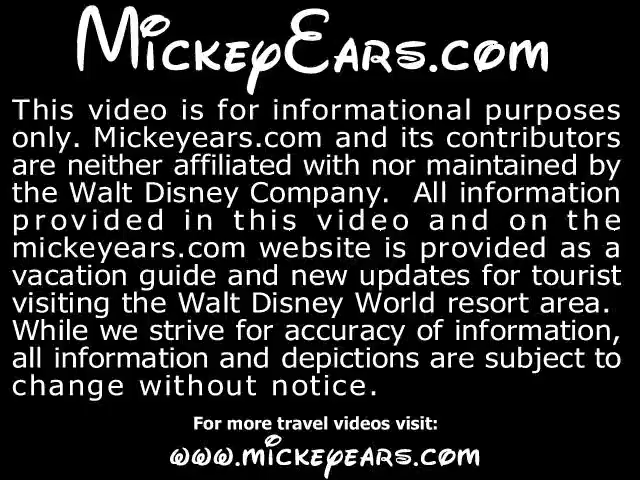 MickeyEars.com
This video is for informational purposes
only. Mickeyears.com and its contributors
are neither affiliated with nor maintained by
the Walt Disney Company.  All information
provided in this video and on the
mickeyears.com website is provided as a
vacation guide and new updates for tourist
visiting the Walt Disney World resort area.
While we strive for accuracy of information,
all information and depictions are subject to
change without notice.
For more travel videos visit:
www.mickeyears.com